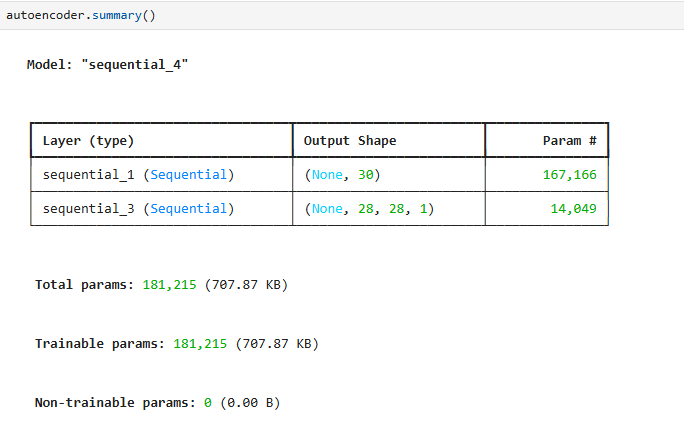 autoencoder.summary()
Model: "sequential_4"
Layer (type) Output Shape Param #
sequential_1 (Sequential) (None, 30) 167,166
sequential_3 (Sequential) (None, 28, 28, 1) 14,049
Total params: 181,215 (707.87 KB)
Trainable params: 181,215 (707.87 KB)
Non-trainable params: 0 (0.00 B)